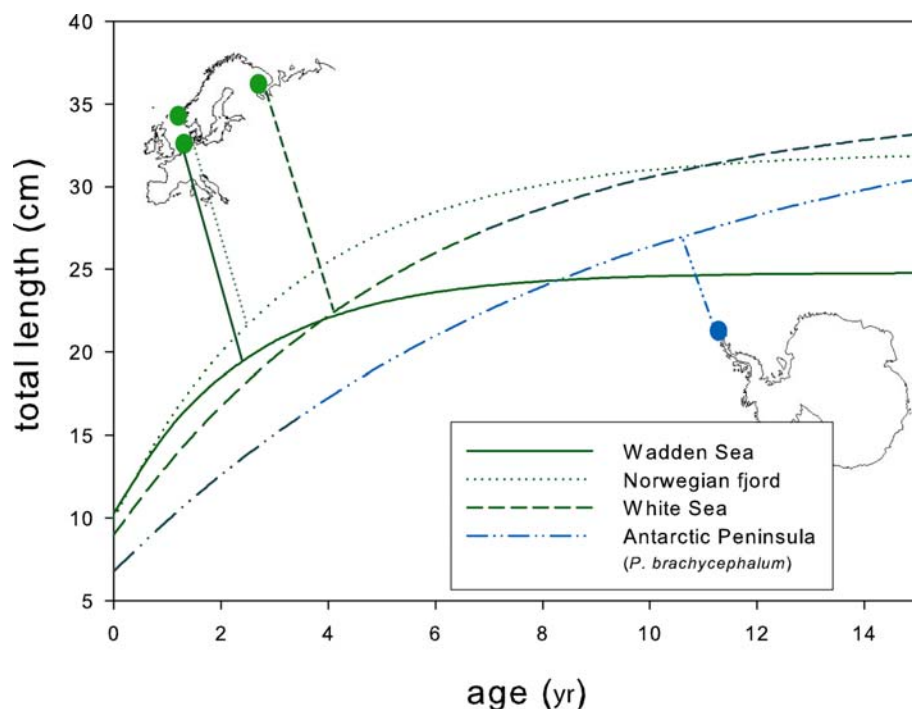 40
35
30
25
20
15
10
5
total length (cm)
Wadden Sea
Norwegian fjord
White Sea
Antarctic Peninsula
(P. brachycephalum)
0 2 4 6 8 10 12 14
age (yr)